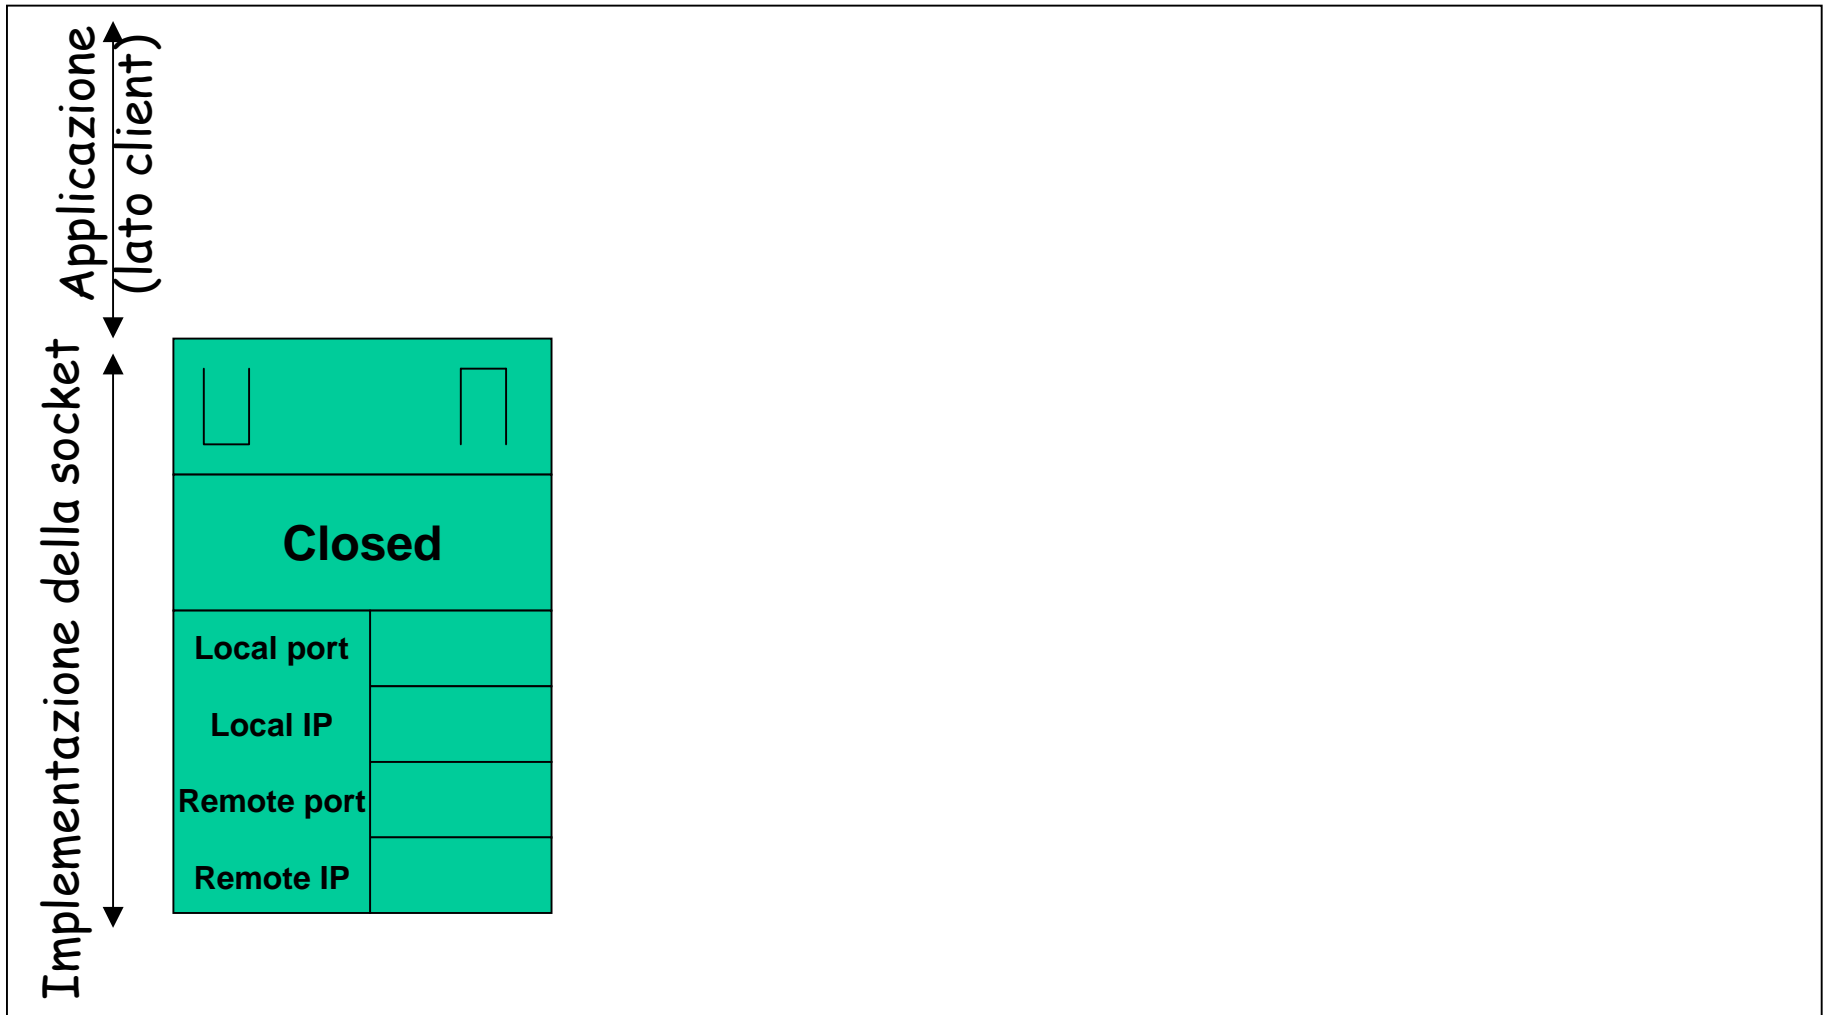 Applicazione
(lato client)
Implementazione della socket
Closed
Local port
Local IP
Remote port
Remote IP